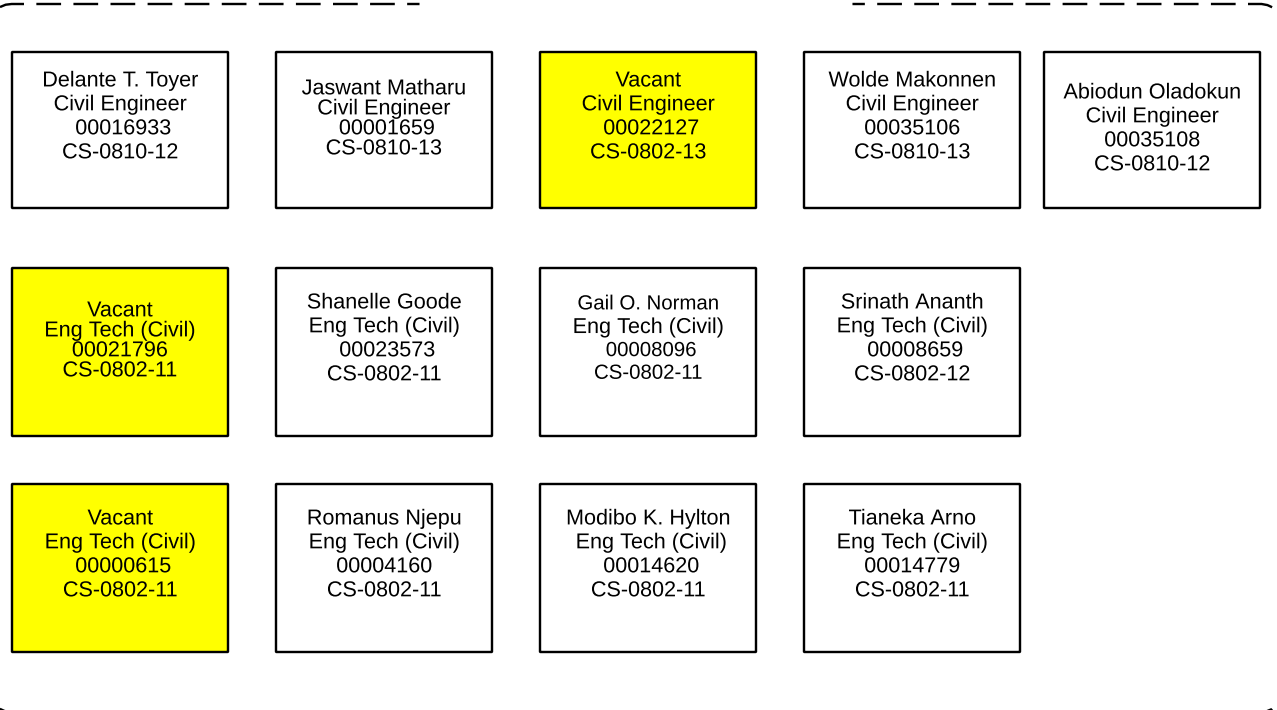 Delante T. Toyer
Civil Engineer
00016933
CS-0810-12
Jaswant Matharu
Civil Engineer
00001659
CS-0810-13
Vacant
Civil Engineer
00022127
CS-0802-13
Wolde Makonnen
Civil Engineer
00035106
CS-0810-13
Abiodun Oladokun
Civil Engineer
00035108
CS-0810-12
Vacant
Eng Tech (Civil)
00021796
CS-0802-11
Shanelle Goode
Eng Tech (Civil)
00023573
CS-0802-11
Gail O. Norman
Eng Tech (Civil)
00008096
CS-0802-11
Srinath Ananth
Eng Tech (Civil)
00008659
CS-0802-12
Vacant
Eng Tech (Civil)
00000615
CS-0802-11
Romanus Njepu
Eng Tech (Civil)
00004160
CS-0802-11
Modibo K. Hylton
Eng Tech (Civil)
00014620
CS-0802-11
Tianeka Arno
Eng Tech (Civil)
00014779
CS-0802-11